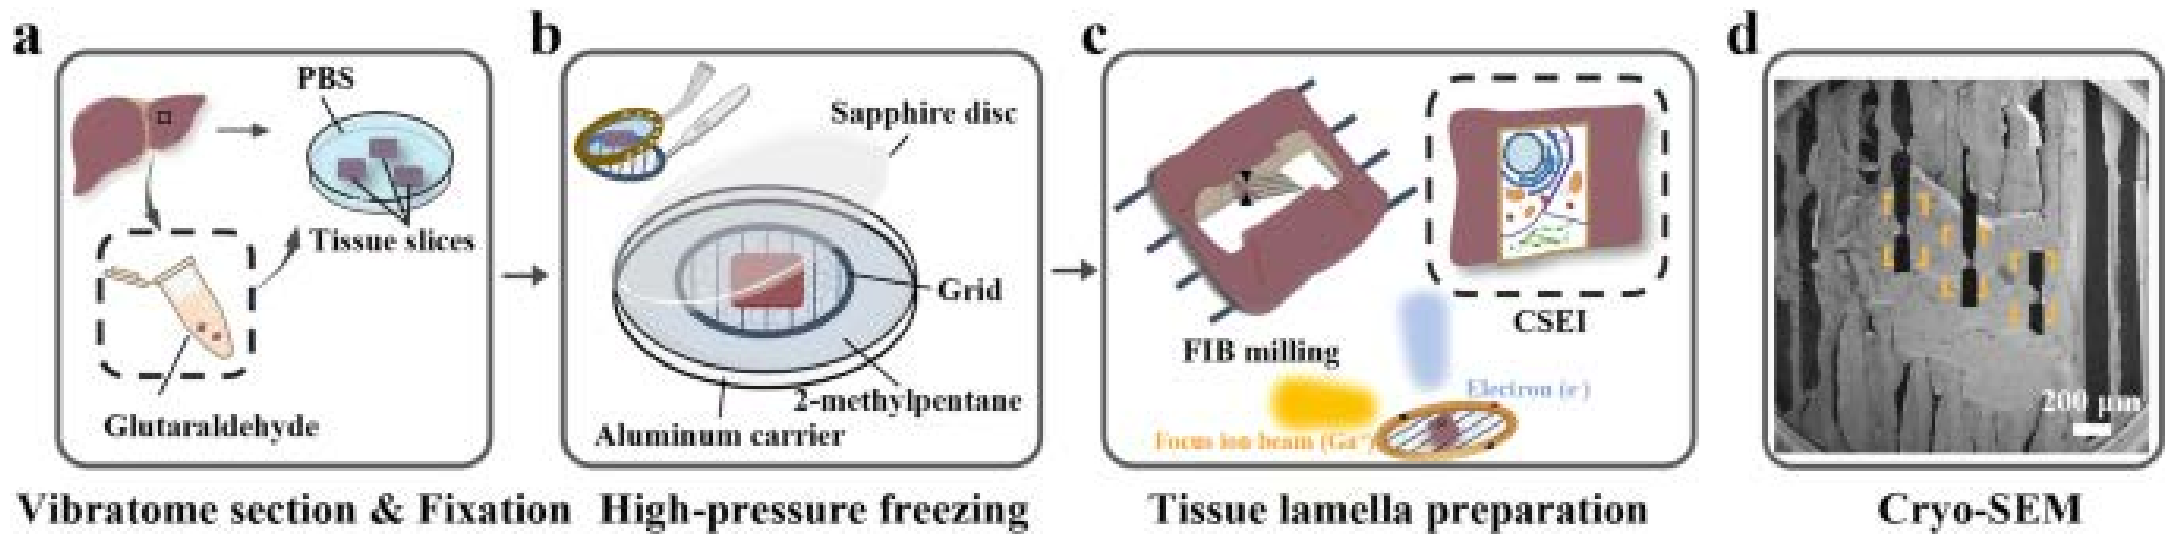 a
PBS
Tissue slices
Glutaraldehyde
Vibratome section & Fixation
b
Sapphire disc
Grid
2-methylpentane
Aluminum carrier
High-pressure freezing
c
CSEI
FIB milling
Electron (e⁻)
Focus ion beam (Ga⁺)
Tissue lamella preparation
d
200 μm
Cryo-SEM